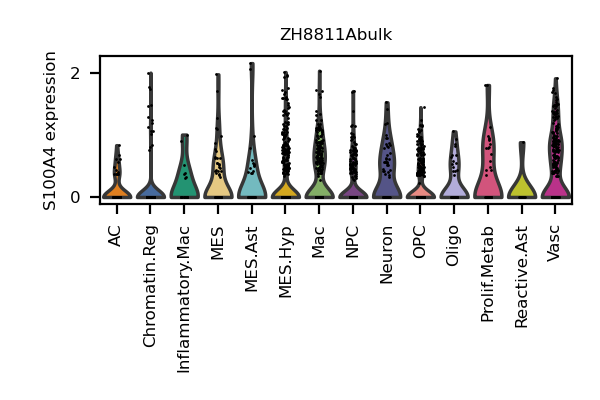 ZH8811Abulk
S100A4 expression
2
0
AC
Chromatin.Reg
Inflammatory.Mac
MES
MES.Ast
MES.Hyp
Mac
NPC
Neuron
OPC
Oligo
Prolif.Metab
Reactive.Ast
Vasc